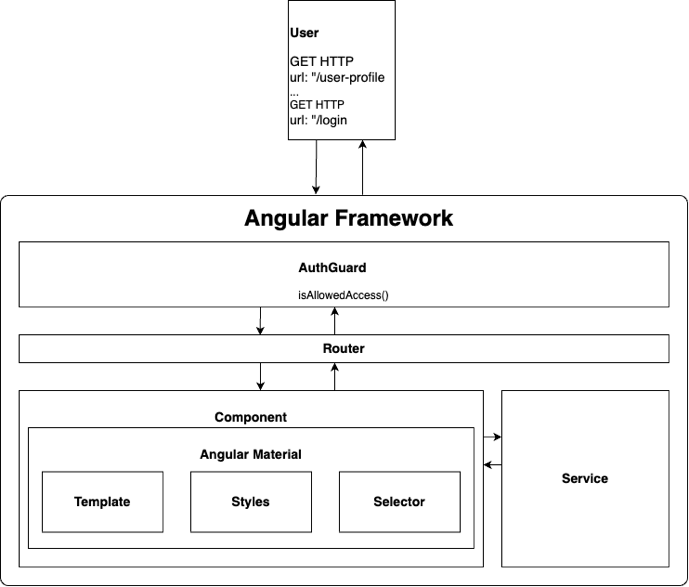 User
GET HTTP
url: "/user-profile
...
GET HTTP
url: "/login
Angular Framework
AuthGuard
isAllowedAccess()
Router
Component
Angular Material
Template
Styles
Selector
Service